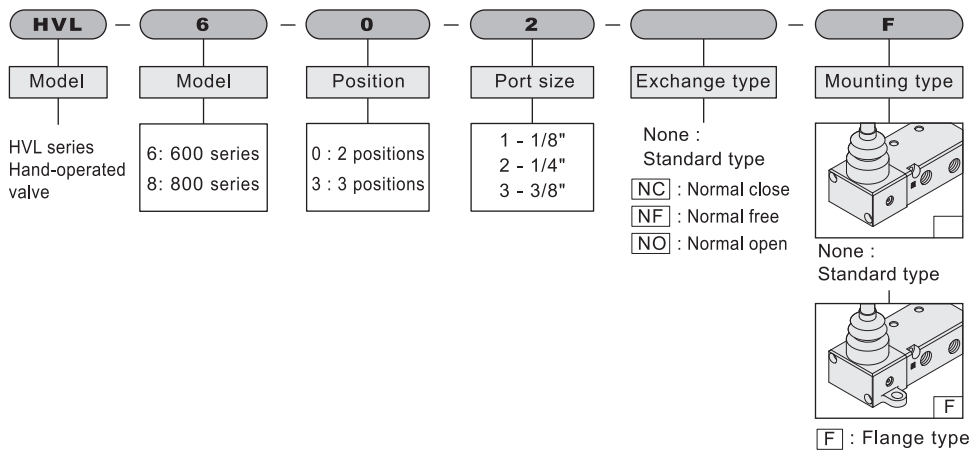 HVL – 6 – 0 – 2 – – F
Model
Model
Position
Port size
Exchange type
Mounting type
HVL series
Hand-operated
valve
6: 600 series
8: 800 series
0 : 2 positions
3 : 3 positions
1 - 1/8"
2 - 1/4"
3 - 3/8"
None :
Standard type
NC : Normal close
NF : Normal free
NO : Normal open
None :
Standard type
F
F : Flange type